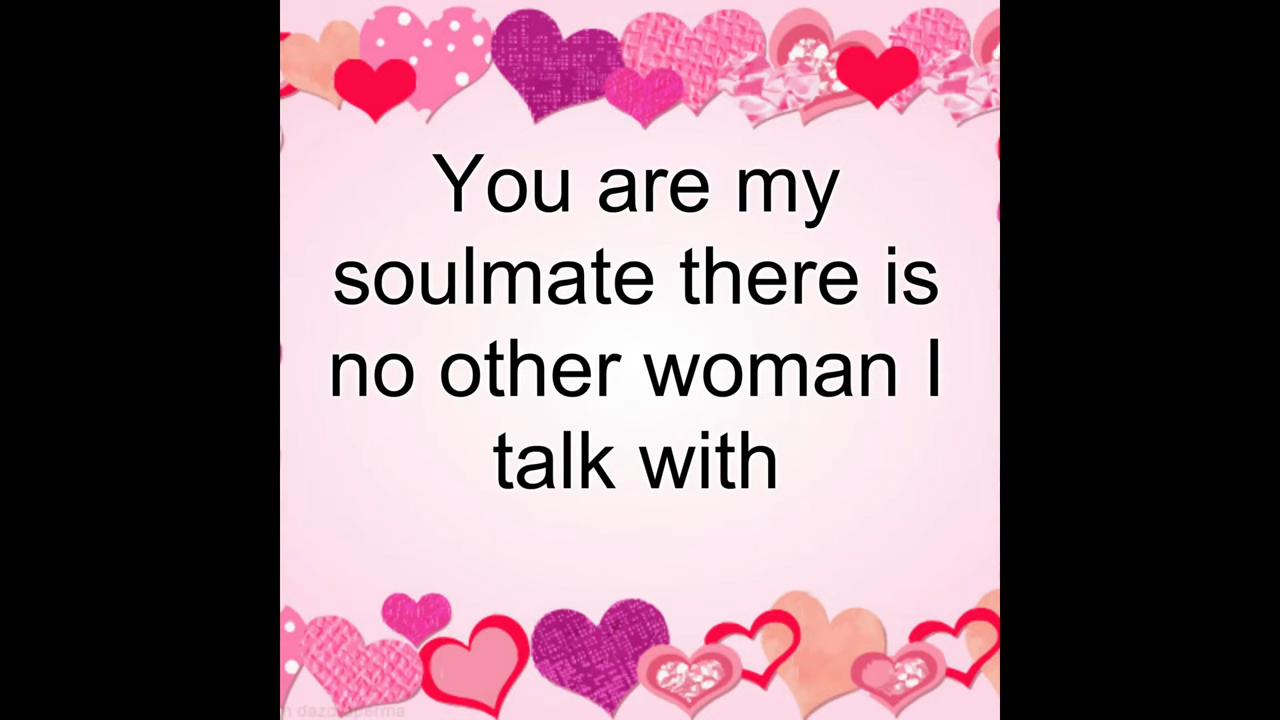 You are my
soulmate there is
no other woman I
talk with